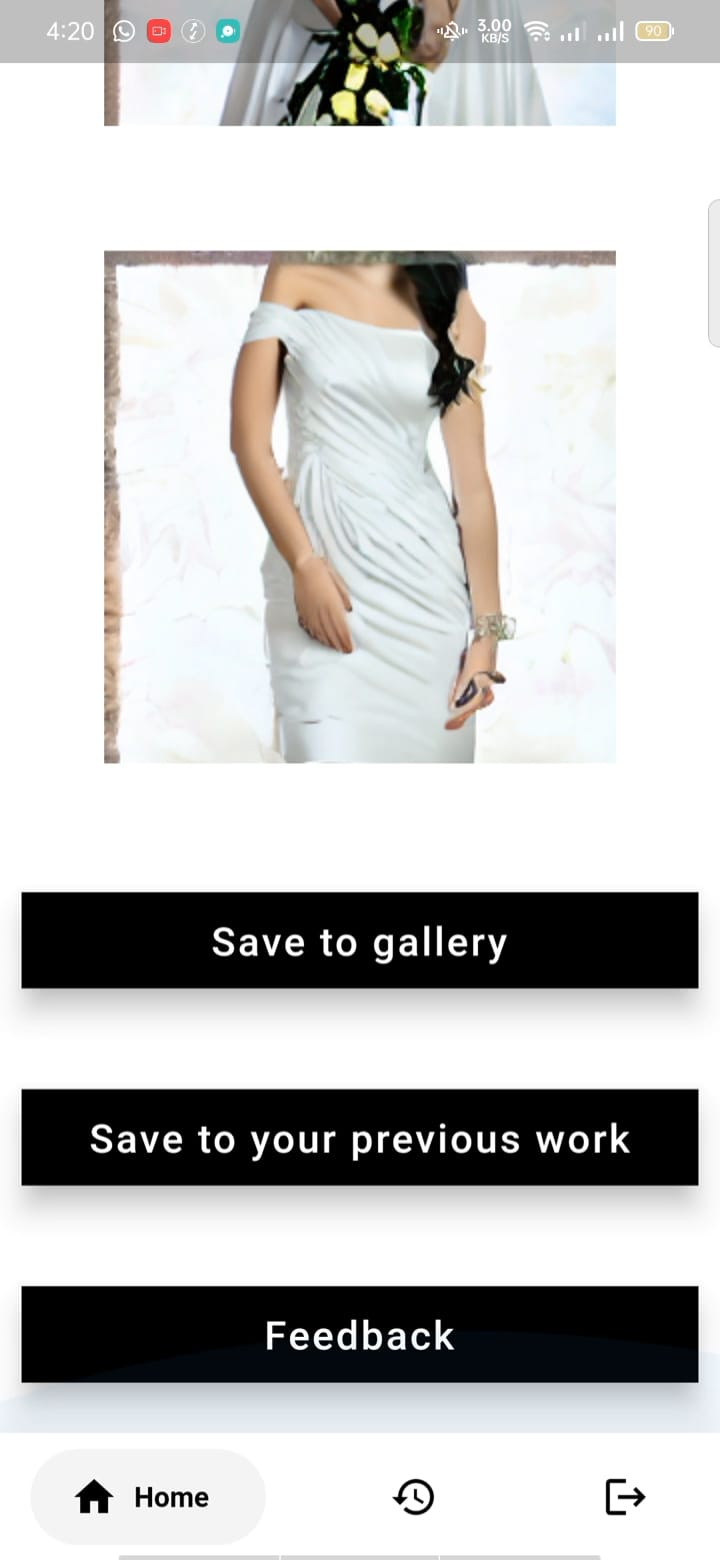 4:20
3.00
KB/S
90
Save to gallery
Save to your previous work
Feedback
Home